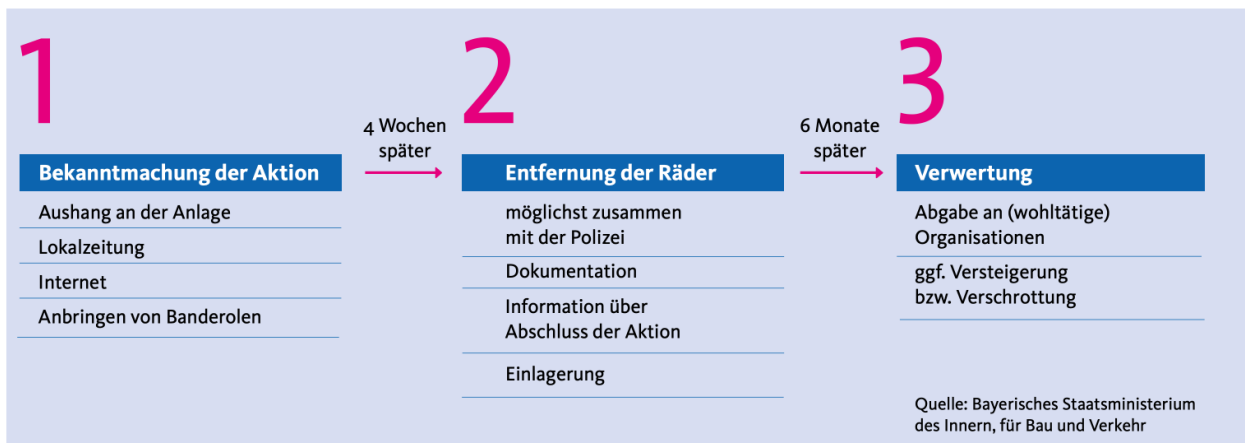 1
Bekanntmachung der Aktion
Aushang an der Anlage
Lokalzeitung
Internet
Anbringen von Banderolen
4 Wochen
später
2
Entfernung der Räder
möglichst zusammen
mit der Polizei
Dokumentation
Information über
Abschluss der Aktion
Einlagerung
6 Monate
später
3
Verwertung
Abgabe an (wohltätige)
Organisationen
ggf. Versteigerung
bzw. Verschrottung
Quelle: Bayerisches Staatsministerium
des Innern, für Bau und Verkehr